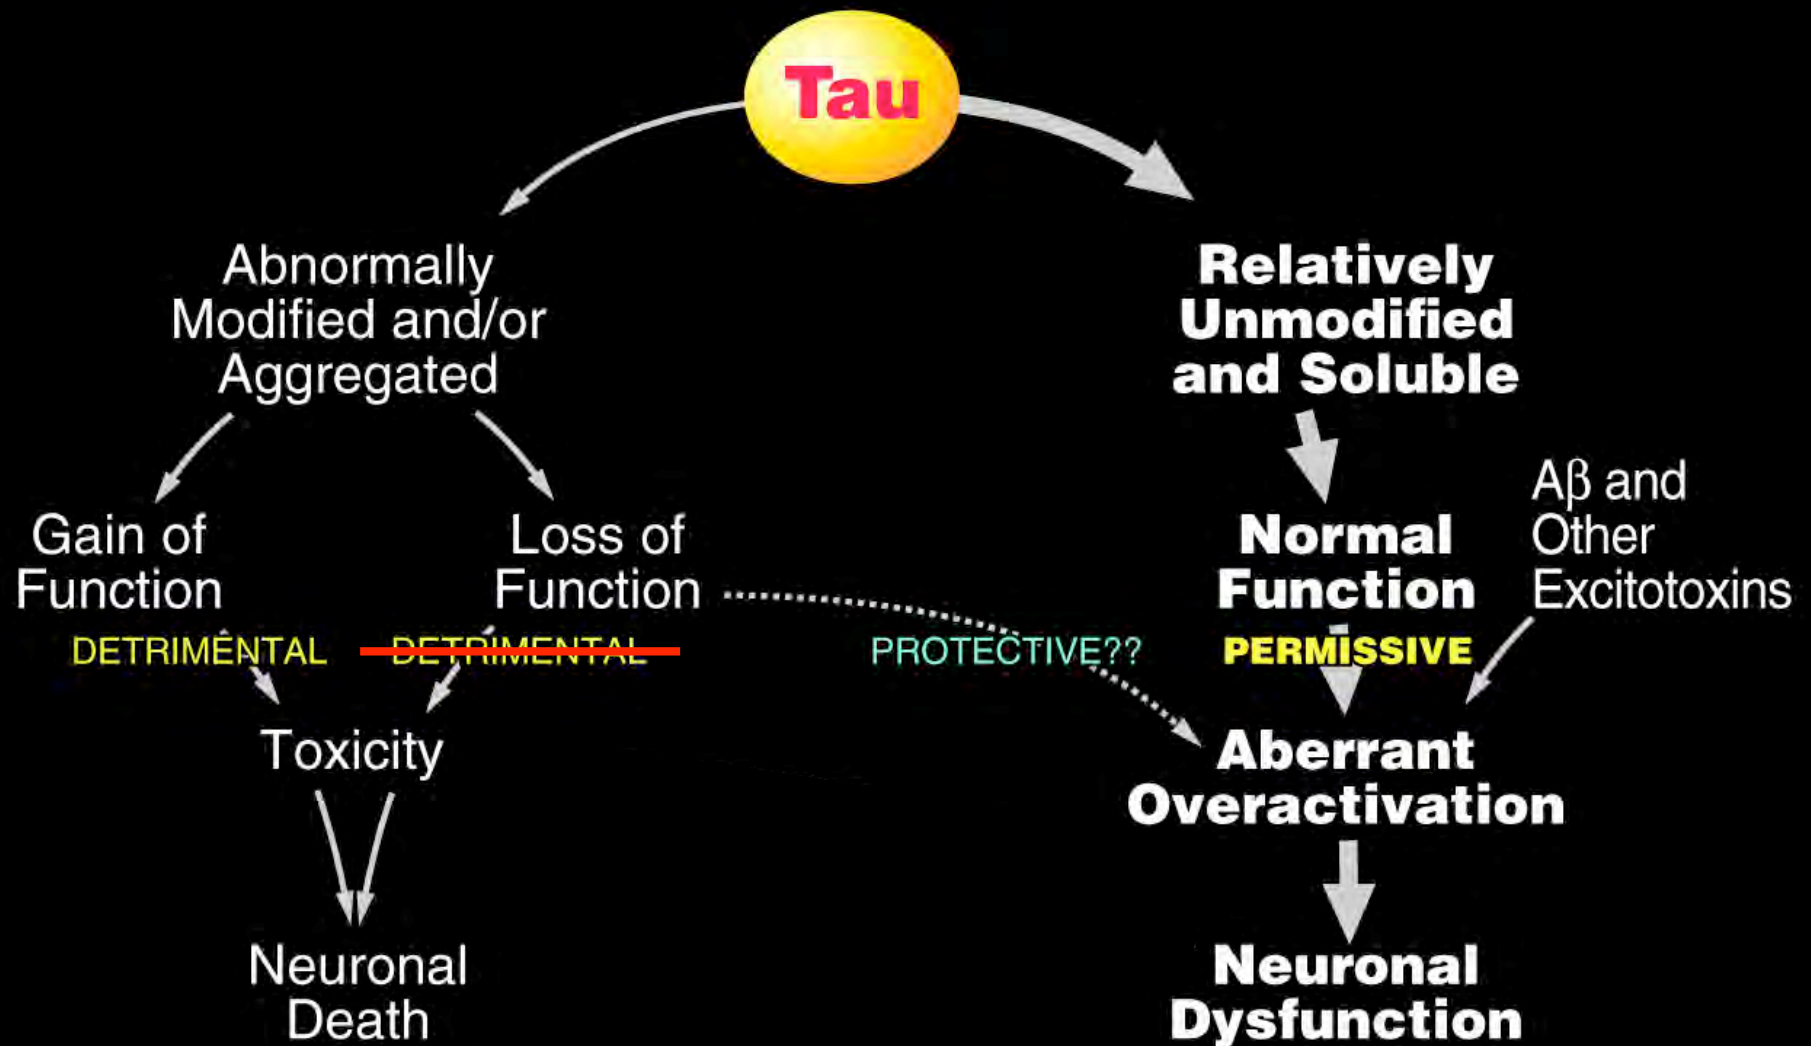 Tau
Abnormally
Modified and/or
Aggregated
Relatively
Unmodified
and Soluble
Gain of
Function
Loss of
Function
Normal
Function
Aβ and
Other
Excitotoxins
DETRIMENTAL
DETRIMENTAL
PROTECTIVE??
PERMISSIVE
Toxicity
Aberrant
Overactivation
Neuronal
Death
Neuronal
Dysfunction